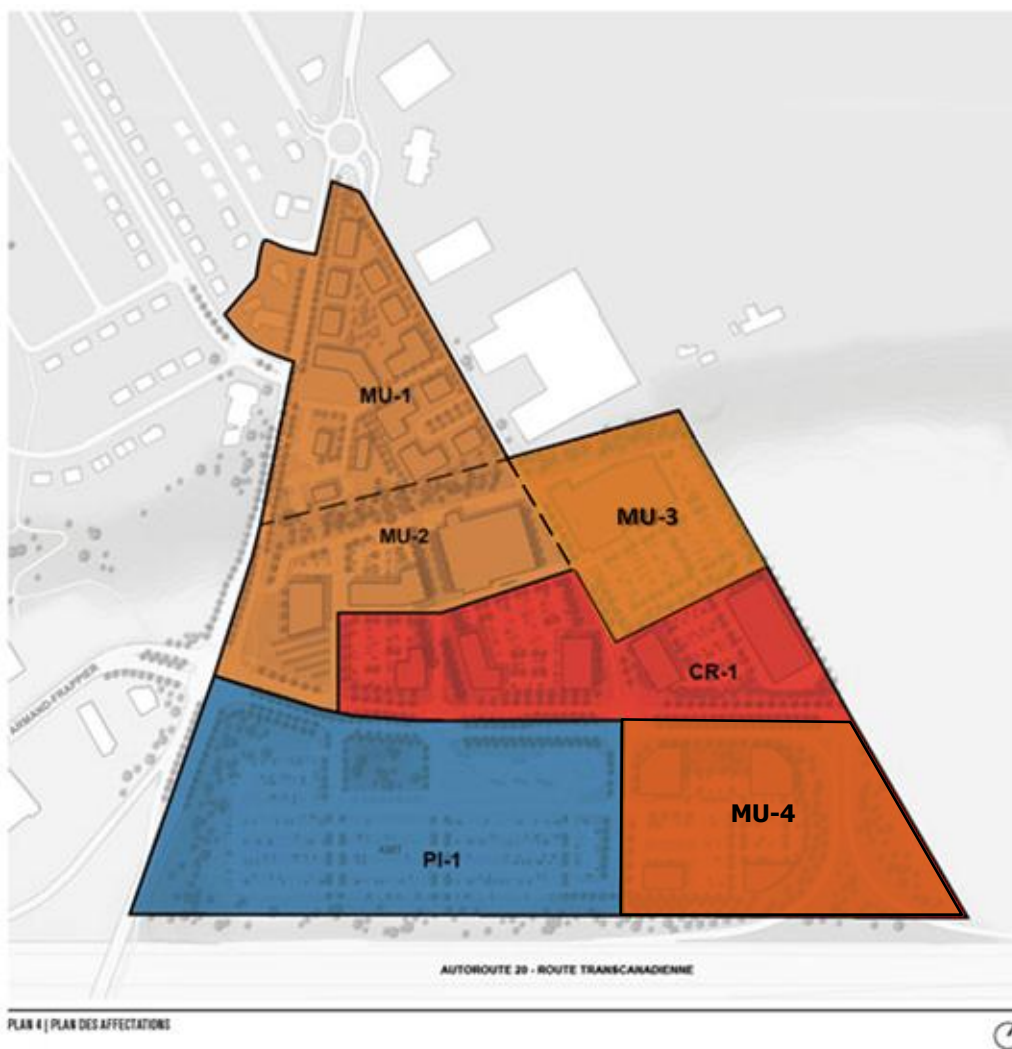 MU-1
MU-3
MU-2
CR-1
ARMAND-FRAPPIER
MU-4
PI-1
AUTOROUTE 20 - ROUTE TRANSCANADIENNE
PLAN 4 | PLAN DES AFFECTATIONS